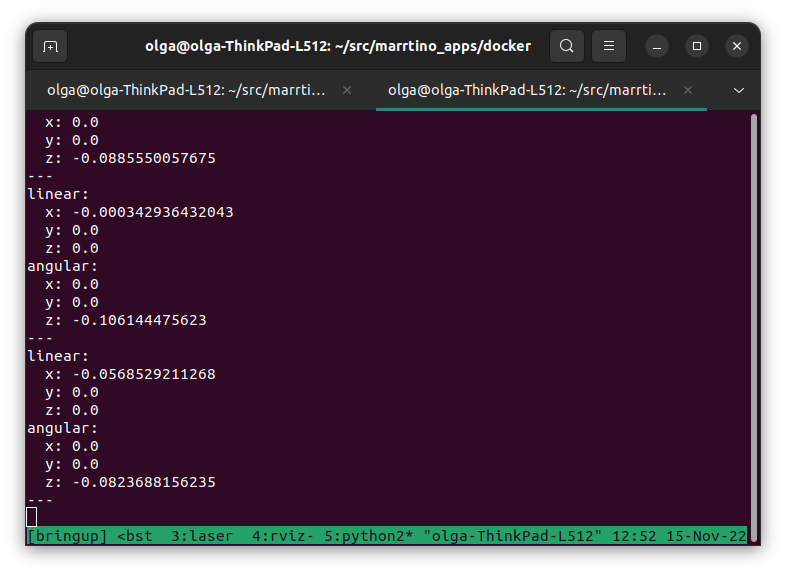 olga@olga-ThinkPad-L512: ~/src/marrtino_apps/docker
olga@olga-ThinkPad-L512: ~/src/marrti...
olga@olga-ThinkPad-L512: ~/src/marrti...
x: 0.0
y: 0.0
z: -0.0885550057675
---
linear:
x: -0.000342936432043
y: 0.0
z: 0.0
angular:
x: 0.0
y: 0.0
z: -0.106144475623
---
linear:
x: -0.0568529211268
y: 0.0
z: 0.0
angular:
x: 0.0
y: 0.0
z: -0.0823688156235
---
[bringup] <bst  3:laser  4:rviz- 5:python2* "olga-ThinkPad-L512" 12:52 15-Nov-22